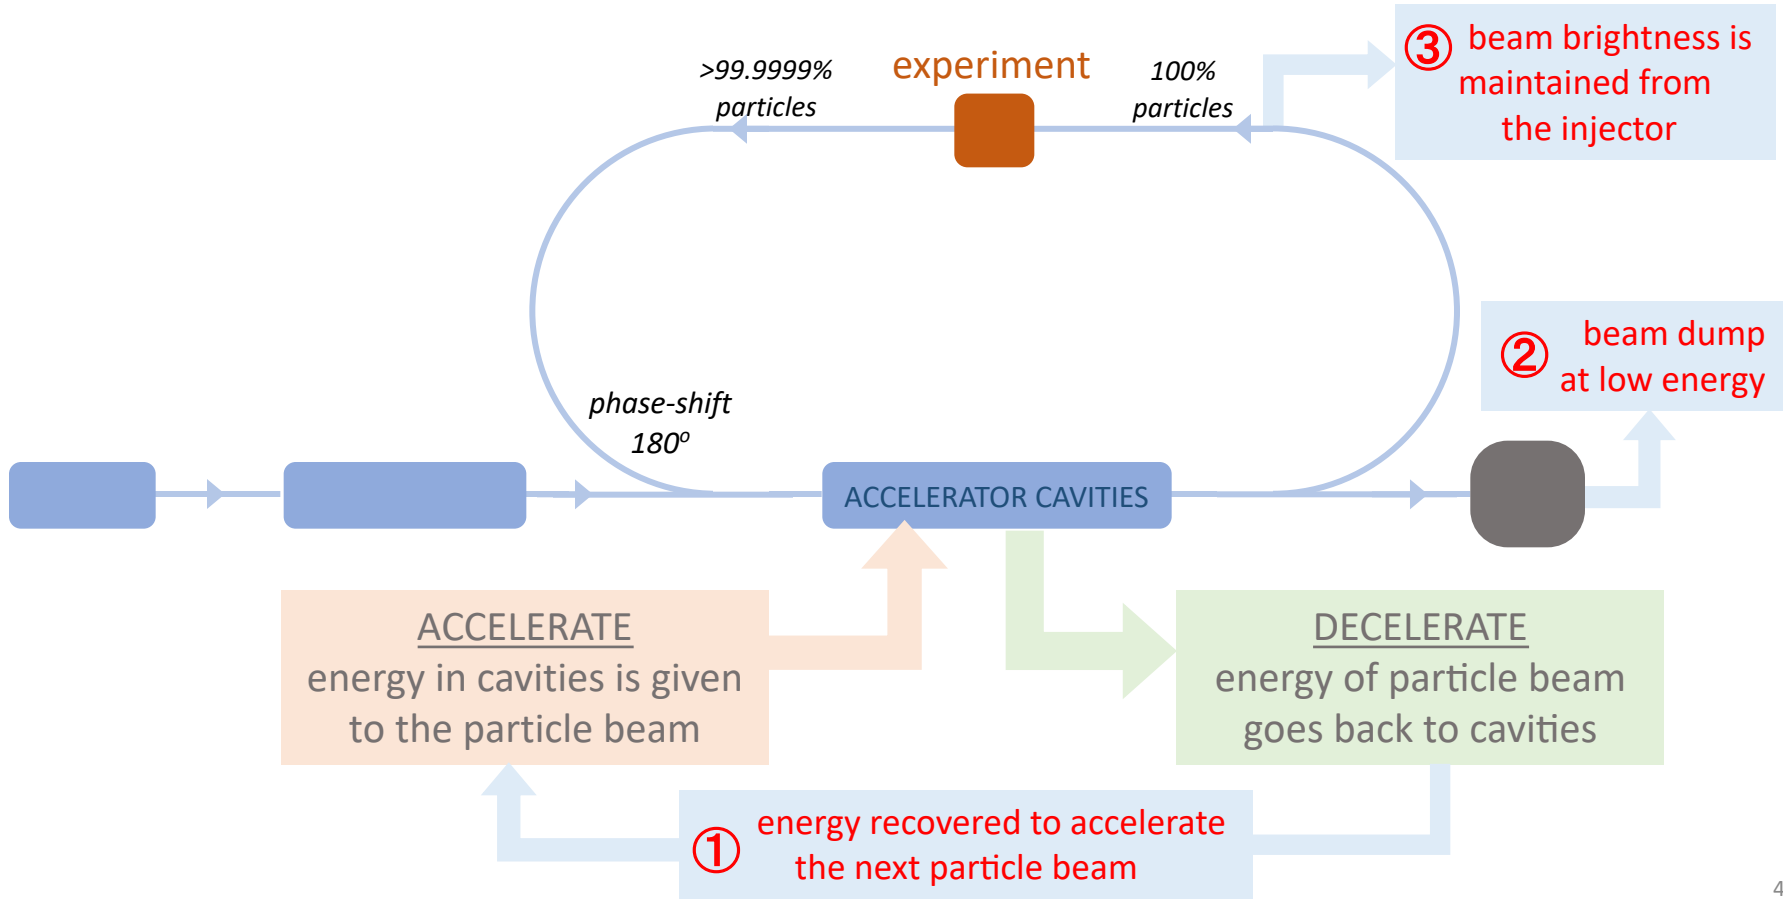 >99.9999%
particles
experiment
100%
particles
③ beam brightness is
maintained from
the injector
② beam dump
at low energy
phase-shift
180º
ACCELERATOR CAVITIES
ACCELERATE
energy in cavities is given
to the particle beam
DECELERATE
energy of particle beam
goes back to cavities
① energy recovered to accelerate
the next particle beam
4